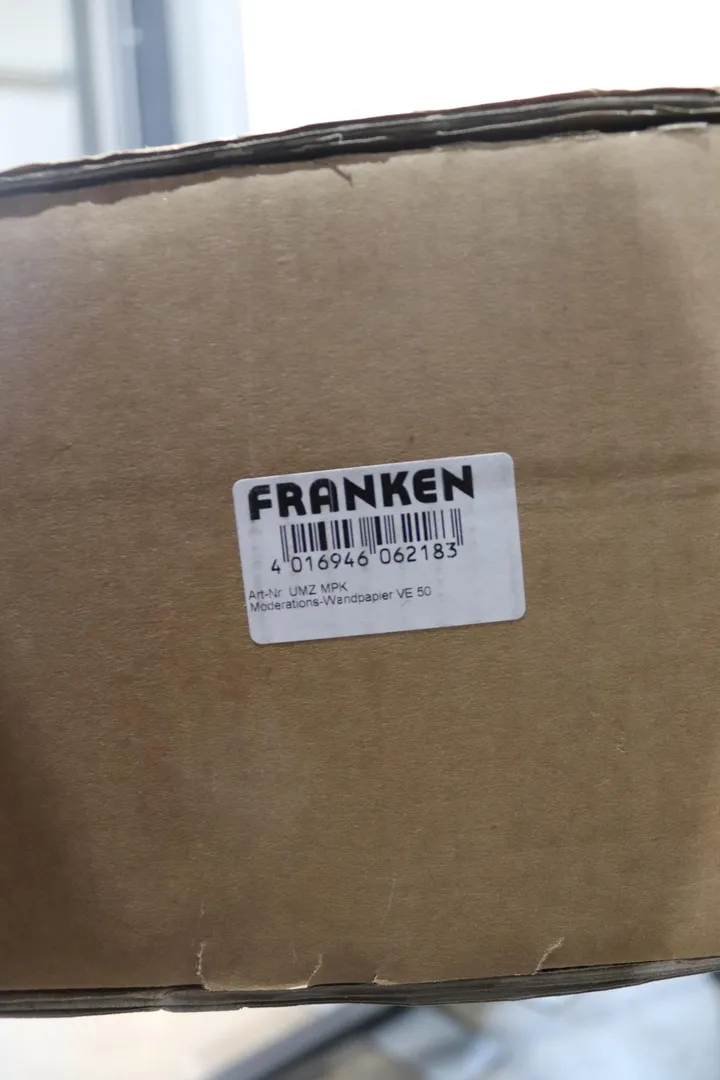 FRANKEN
4 016946 062183
Art-Nr UMZ MPK
Moderations-Wandpapier VE 50